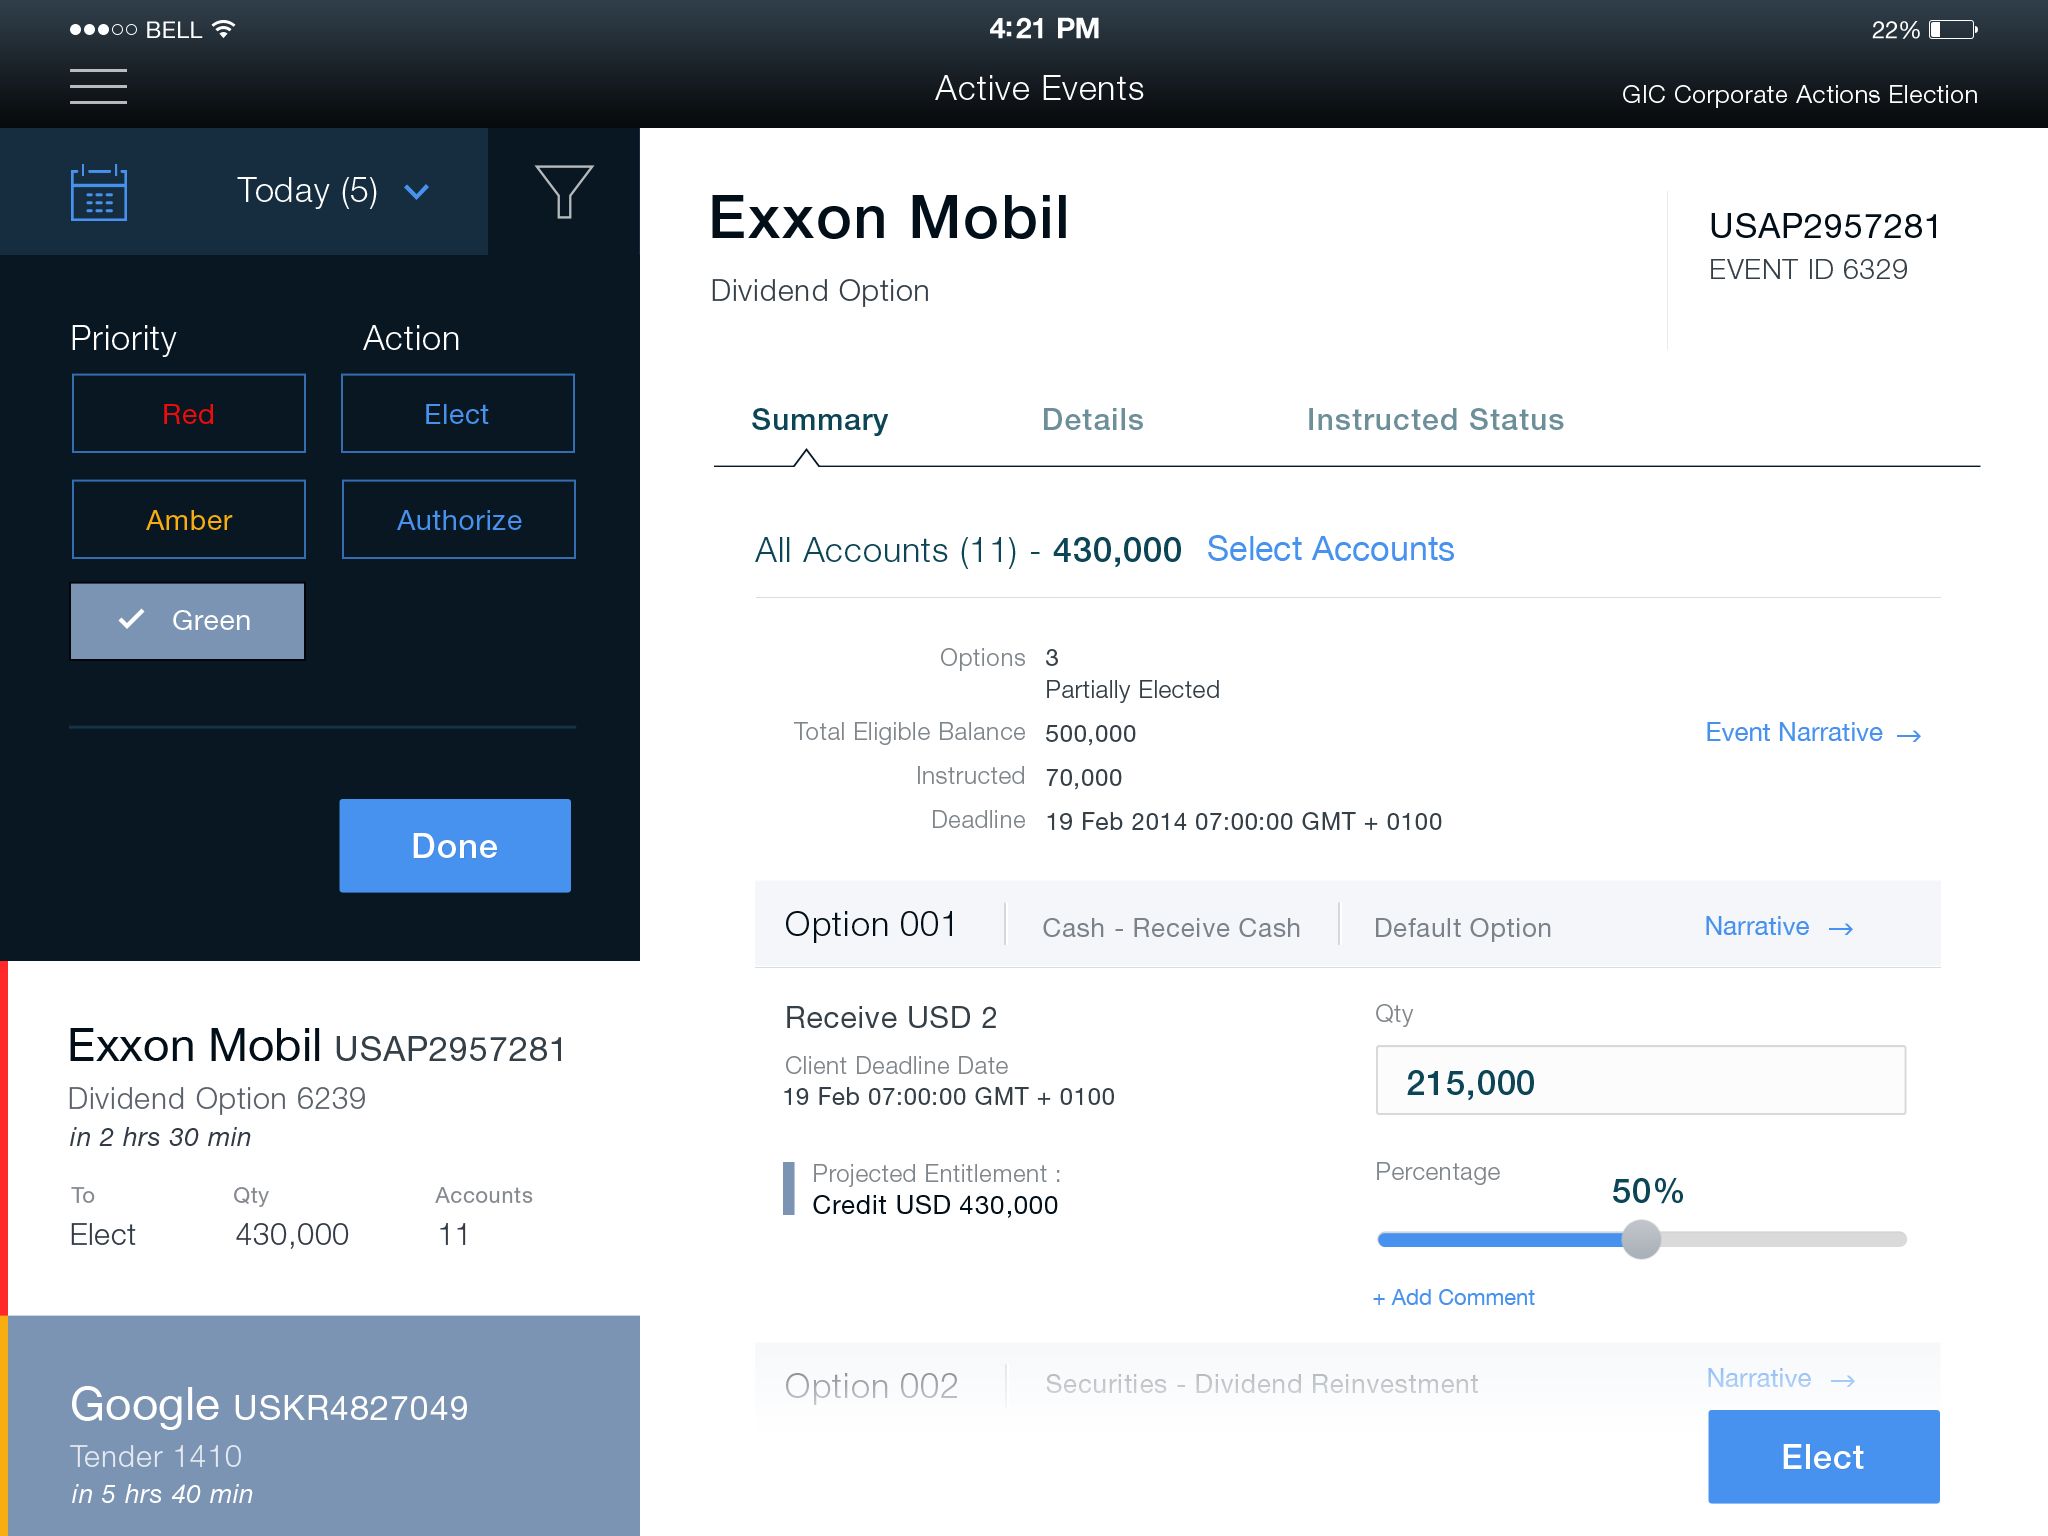 BELL
4:21 PM
22%
Active Events
GIC Corporate Actions Election
Today (5)
Priority
Action
Red
Elect
Amber
Authorize
Green
Done
Exxon Mobil USAP2957281
Dividend Option 6239
in 2 hrs 30 min
To Qty Accounts
Elect 430,000 11
Google USKR4827049
Tender 1410
in 5 hrs 40 min
Exxon Mobil
Dividend Option
USAP2957281
EVENT ID 6329
Summary Details Instructed Status
All Accounts (11) - 430,000 Select Accounts
Options 3
Partially Elected
Total Eligible Balance 500,000
Event Narrative →
Instructed 70,000
Deadline 19 Feb 2014 07:00:00 GMT + 0100
Option 001 Cash - Receive Cash Default Option Narrative →
Receive USD 2
Client Deadline Date
19 Feb 07:00:00 GMT + 0100
Projected Entitlement :
Credit USD 430,000
Qty
215,000
Percentage
50%
+ Add Comment
Option 002 Securities - Dividend Reinvestment Narrative →
Elect